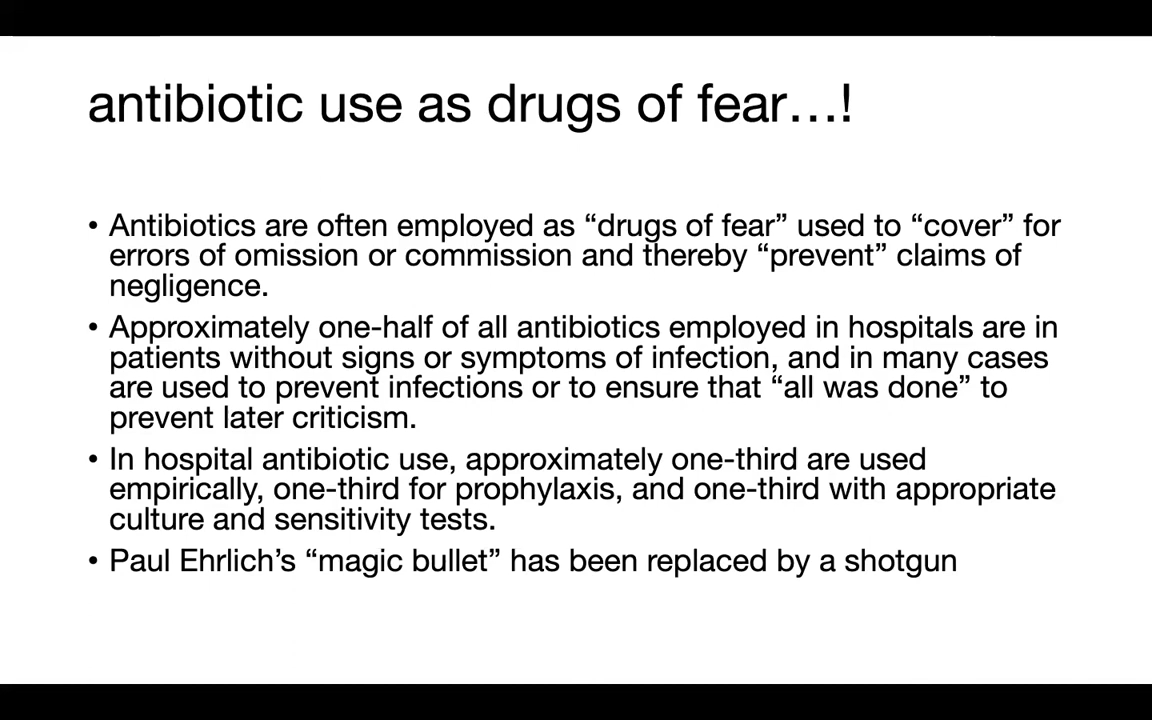 antibiotic use as drugs of fear…!
• Antibiotics are often employed as “drugs of fear” used to “cover” for
errors of omission or commission and thereby “prevent” claims of
negligence.
• Approximately one-half of all antibiotics employed in hospitals are in
patients without signs or symptoms of infection, and in many cases
are used to prevent infections or to ensure that “all was done” to
prevent later criticism.
• In hospital antibiotic use, approximately one-third are used
empirically, one-third for prophylaxis, and one-third with appropriate
culture and sensitivity tests.
• Paul Ehrlich’s “magic bullet” has been replaced by a shotgun